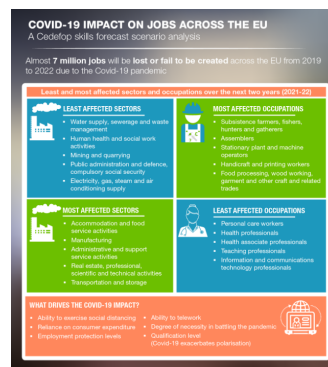 COVID-19 IMPACT ON JOBS ACROSS THE EU
A Cedefop skills forecast scenario analysis
Almost 7 million jobs will be lost or fail to be created across the EU from 2019
to 2022 due to the Covid-19 pandemic
Least and most affected sectors and occupations over the next two years (2021-22)
LEAST AFFECTED SECTORS
• Water supply, sewerage and waste
management
• Human health and social work
activities
• Mining and quarrying
• Public administration and defence,
compulsory social security
• Electricity, gas, steam and air
conditioning supply
MOST AFFECTED OCCUPATIONS
• Subsistence farmers, fishers,
hunters and gatherers
• Assemblers
• Stationary plant and machine
operators
• Handicraft and printing workers
• Food processing, wood working,
garment and other craft and related
trades
MOST AFFECTED SECTORS
• Accommodation and food
service activities
• Manufacturing
• Administrative and support
service activities
• Real estate, professional,
scientific and technical activities
• Transportation and storage
LEAST AFFECTED OCCUPATIONS
• Personal care workers
• Health professionals
• Health associate professionals
• Teaching professionals
• Information and communications
technology professionals
WHAT DRIVES THE COVID-19 IMPACT?
• Ability to exercise social distancing
• Reliance on consumer expenditure
• Employment protection levels
• Ability to telework
• Degree of necessity in battling the pandemic
• Qualification level
(Covid-19 exacerbates polarisation)